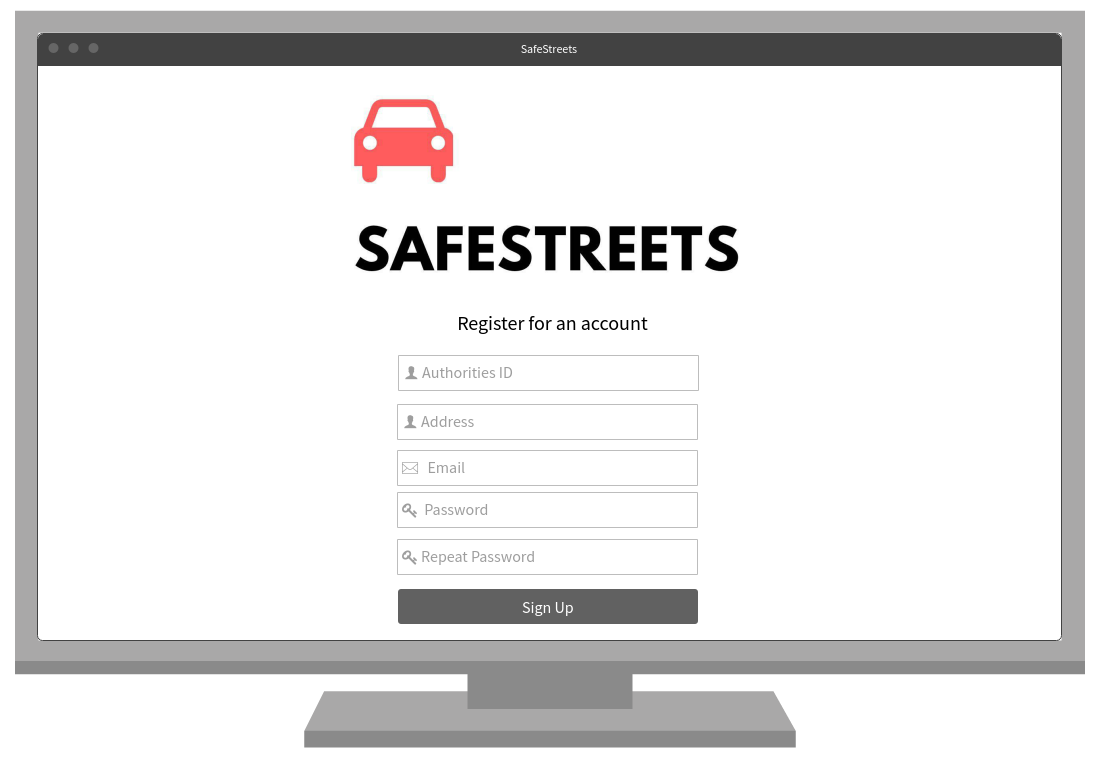 SafeStreets
SAFESTREETS
Register for an account
Authorities ID
Address
Email
Password
Repeat Password
Sign Up